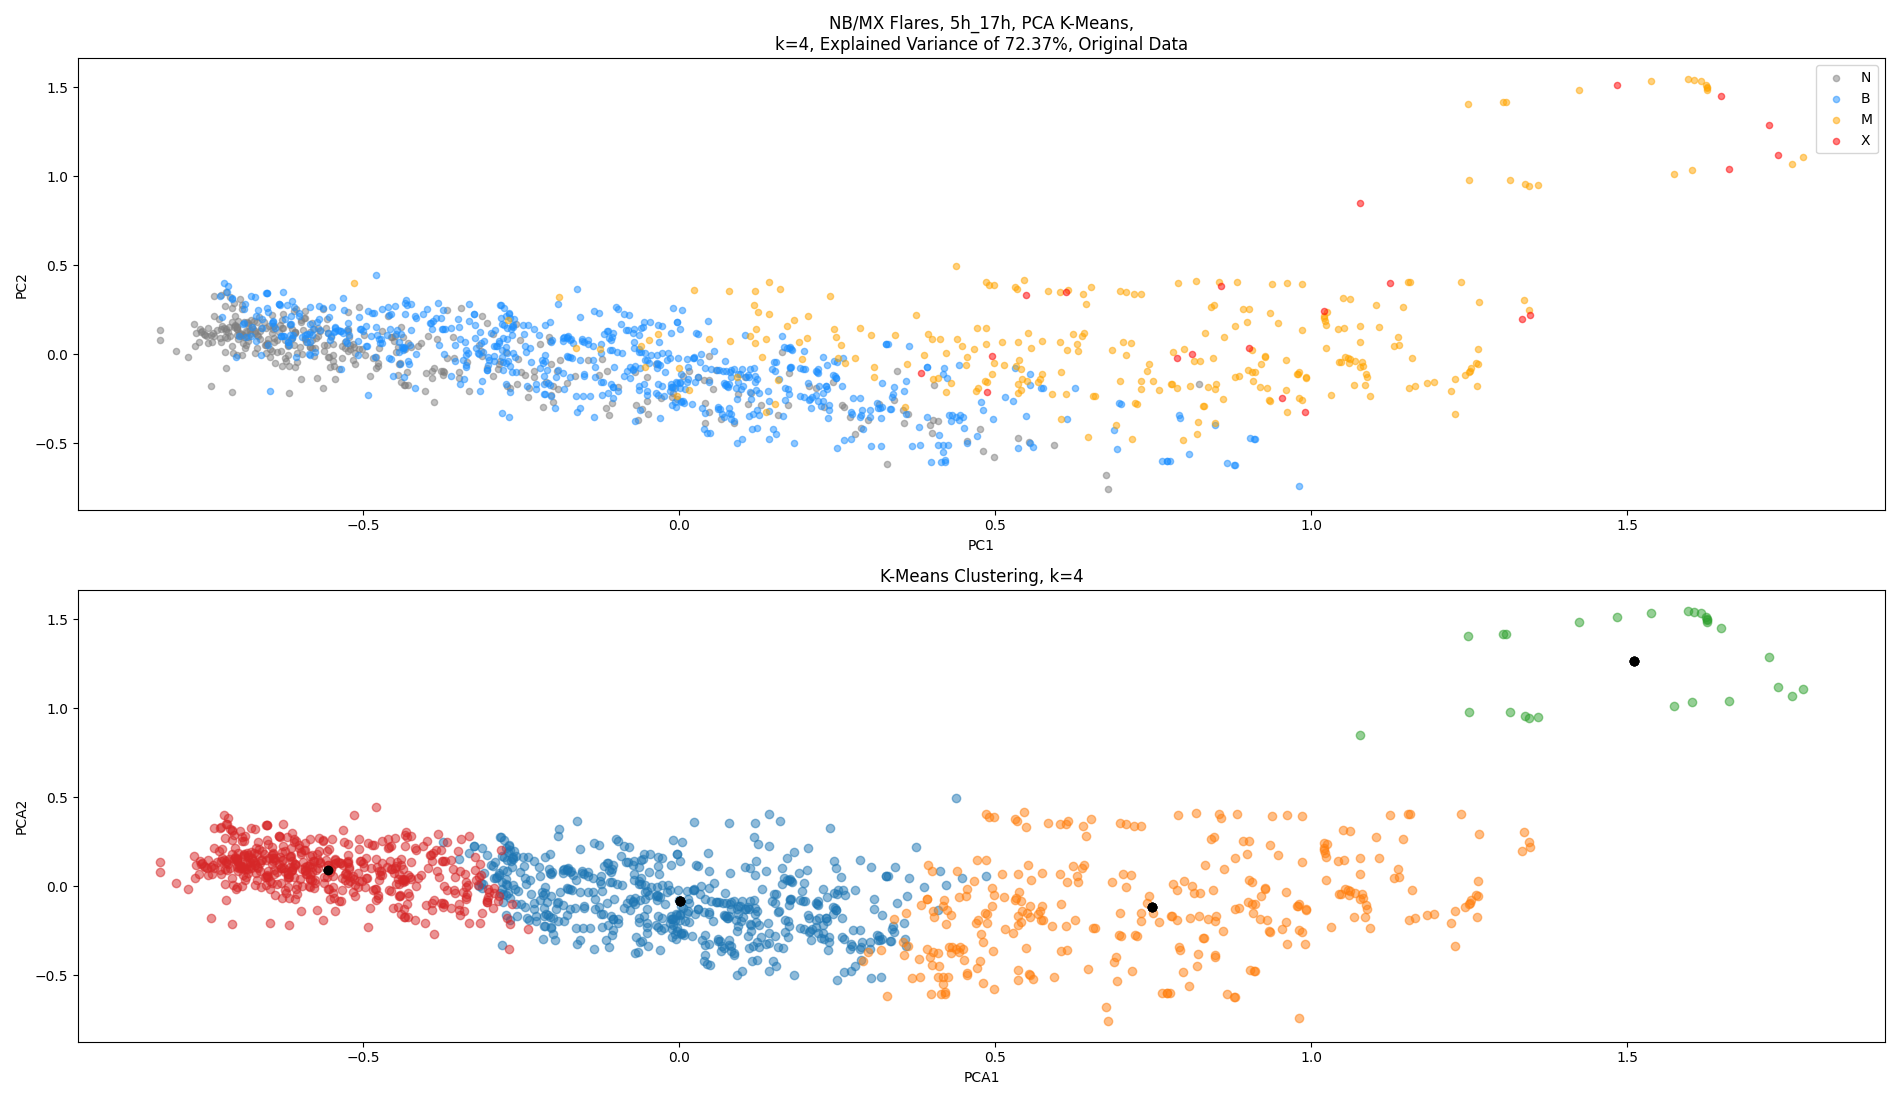 NB/MX Flares, 5h_17h, PCA K-Means,
k=4, Explained Variance of 72.37%, Original Data
1.5
1.0
0.5
0.0
−0.5
PC2
N
B
M
X
−0.5
0.0
0.5
1.0
1.5
PC1
K-Means Clustering, k=4
1.5
1.0
0.5
0.0
−0.5
PCA2
−0.5
0.0
0.5
1.0
1.5
PCA1